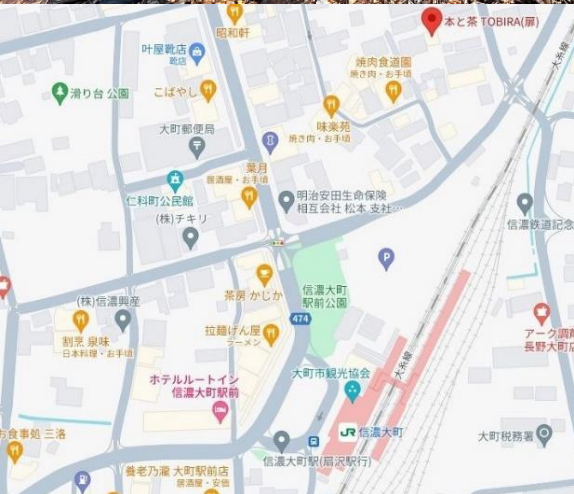 本と茶 TOBIRA(扉)
昭和軒
大糸線
叶屋靴店
靴店
焼肉食道園
焼き肉・お手頃
滑り台 公園
こばやし
味楽苑
焼き肉・お手頃
大町郵便局
葉月
居酒屋・お手頃
仁科町公民館
明治安田生命保険
相互会社 松本 支社…
(株)チキリ
信濃鉄道記念
P
茶房 かじか
信濃大町
駅前公園
(株)信濃興産
474
割烹 泉味
日本料理・お手頃
拉麺げん屋
ラーメン
長野大町店
大糸線
ホテルルートイン
信濃大町駅前
大町市観光協会
JR 信濃大町
大町税務署
お食事処 三洛
信濃大町駅(扇沢駅行)
養老乃瀧 大町駅前店
居酒屋・安価